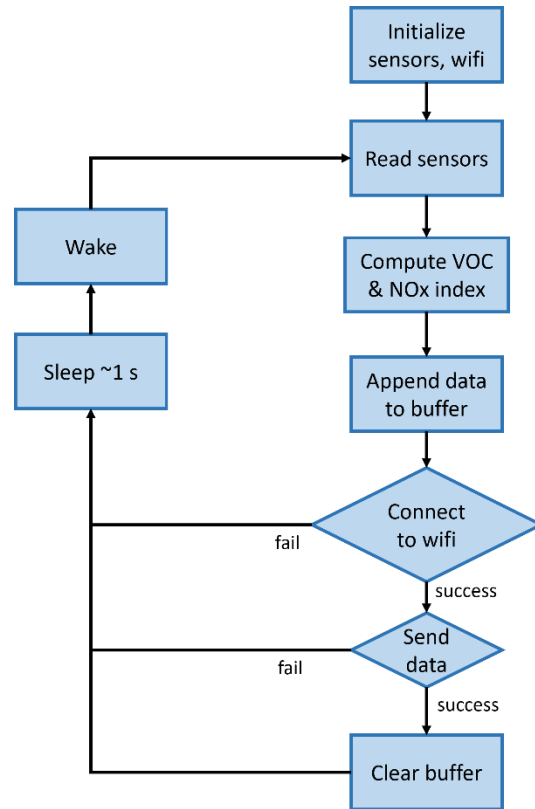 Initialize
sensors, wifi
Read sensors
Wake
Compute VOC
& NOx index
Sleep ~1 s
Append data
to buffer
Connect
to wifi
fail
success
Send
data
fail
success
Clear buffer